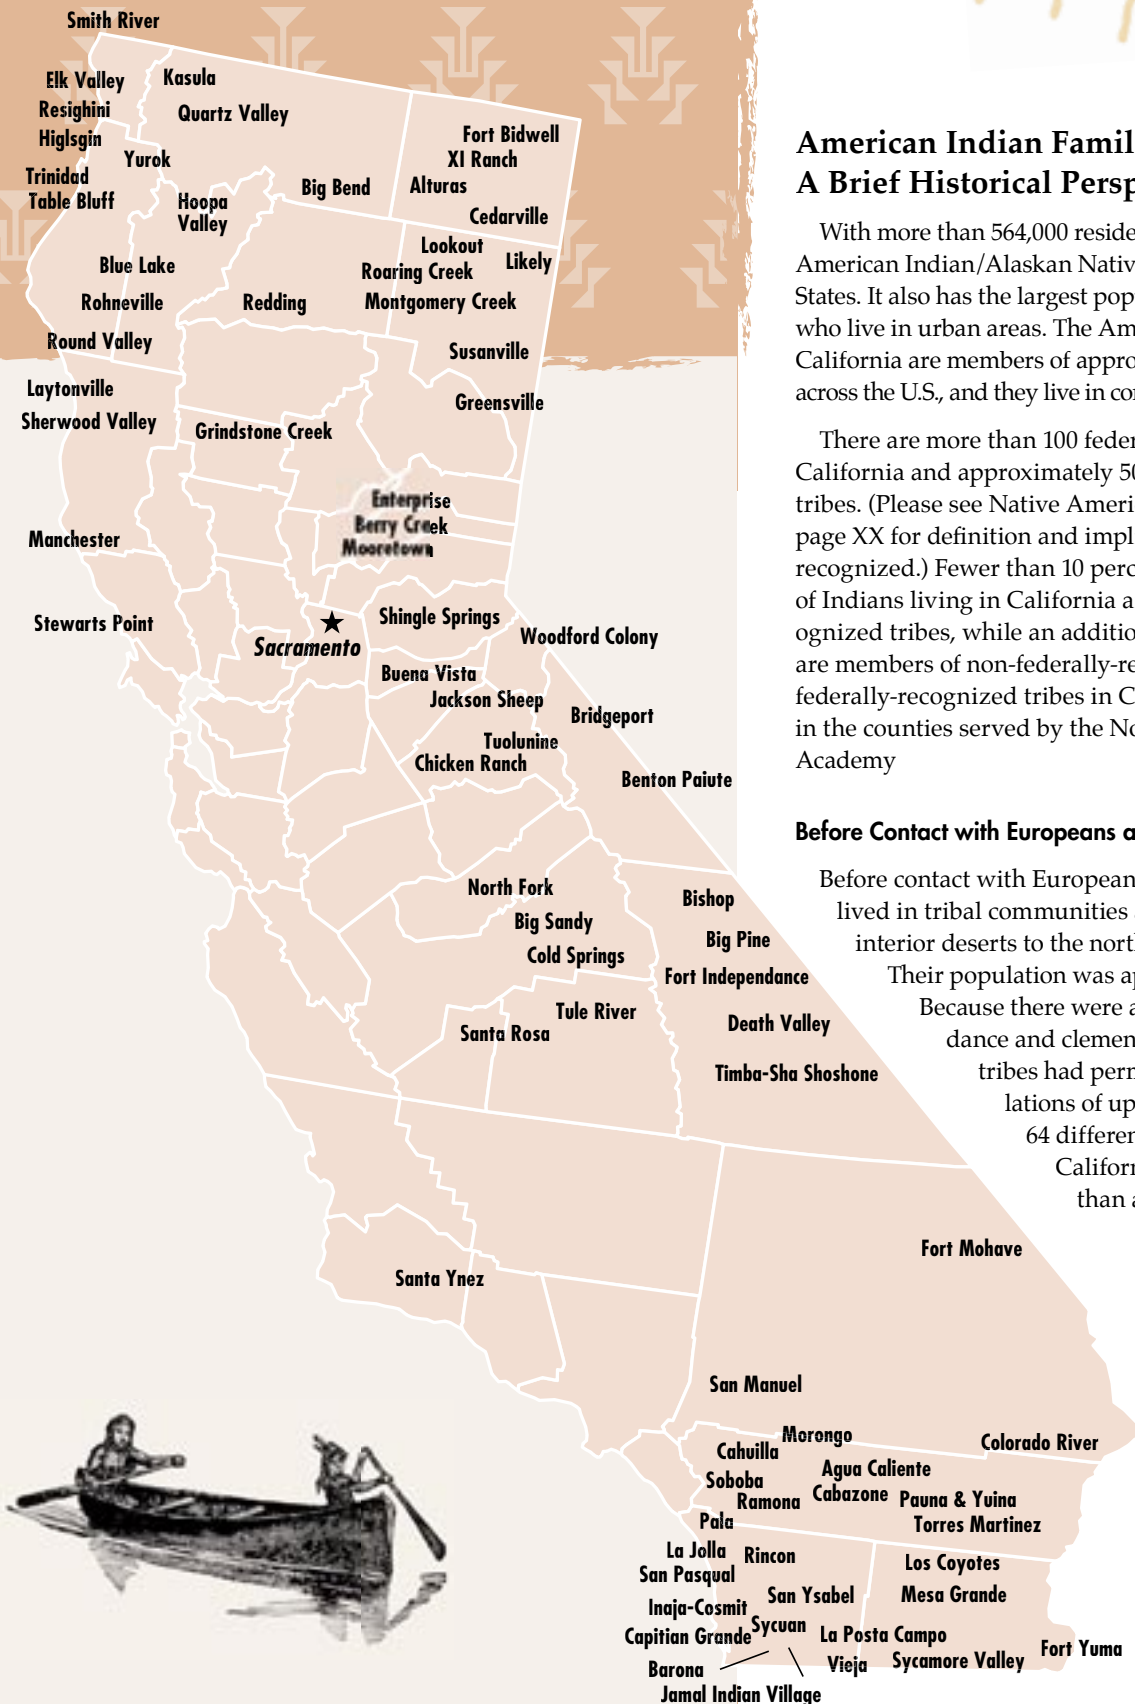 Smith River
Elk Valley
Kasula
Resighini
Quartz Valley
Higlsgin
Fort Bidwell
Yurok
XI Ranch
Trinidad
Big Bend
Alturas
Table Bluff
Hoopa
Valley
Cedarville
Lookout
Blue Lake
Roaring Creek
Likely
Rohneville
Redding
Montgomery Creek
Round Valley
Susanville
Laytonville
Greensville
Sherwood Valley
Grindstone Creek
Enterprise
Berry Creek
Mooretown
Manchester
Stewarts Point
Sacramento
Shingle Springs
Woodford Colony
Buena Vista
Jackson Sheep
Bridgeport
Tuolunine
Chicken Ranch
Benton Paiute
North Fork
Bishop
Big Sandy
Big Pine
Cold Springs
Fort Independance
Tule River
Death Valley
Santa Rosa
Timba-Sha Shoshone
Fort Mohave
Santa Ynez
San Manuel
Morongo
Colorado River
Cahuilla
Agua Caliente
Soboba
Cabazone
Ramona
Pauna & Yuina
Pala
Torres Martinez
La Jolla
Rincon
Los Coyotes
San Pasqual
San Ysabel
Mesa Grande
Inaja-Cosmit
Sycuan
Capitian Grande
La Posta Campo
Fort Yuma
Barona
Vieja
Sycamore Valley
Jamal Indian Village
American Indian Famil
A Brief Historical Persp
With more than 564,000 reside
American Indian/Alaskan Nativ
States. It also has the largest pop
who live in urban areas. The Am
California are members of appro
across the U.S., and they live in co
There are more than 100 feder
California and approximately 50
tribes. (Please see Native Ameri
page XX for definition and impl
recognized.) Fewer than 10 perc
of Indians living in California a
ognized tribes, while an additio
are members of non-federally-re
federally-recognized tribes in C
in the counties served by the No
Academy
Before Contact with Europeans a
Before contact with European
lived in tribal communities
interior deserts to the north
Their population was ap
Because there were a
dance and clemen
tribes had perm
lations of up
64 differen
Californ
than a